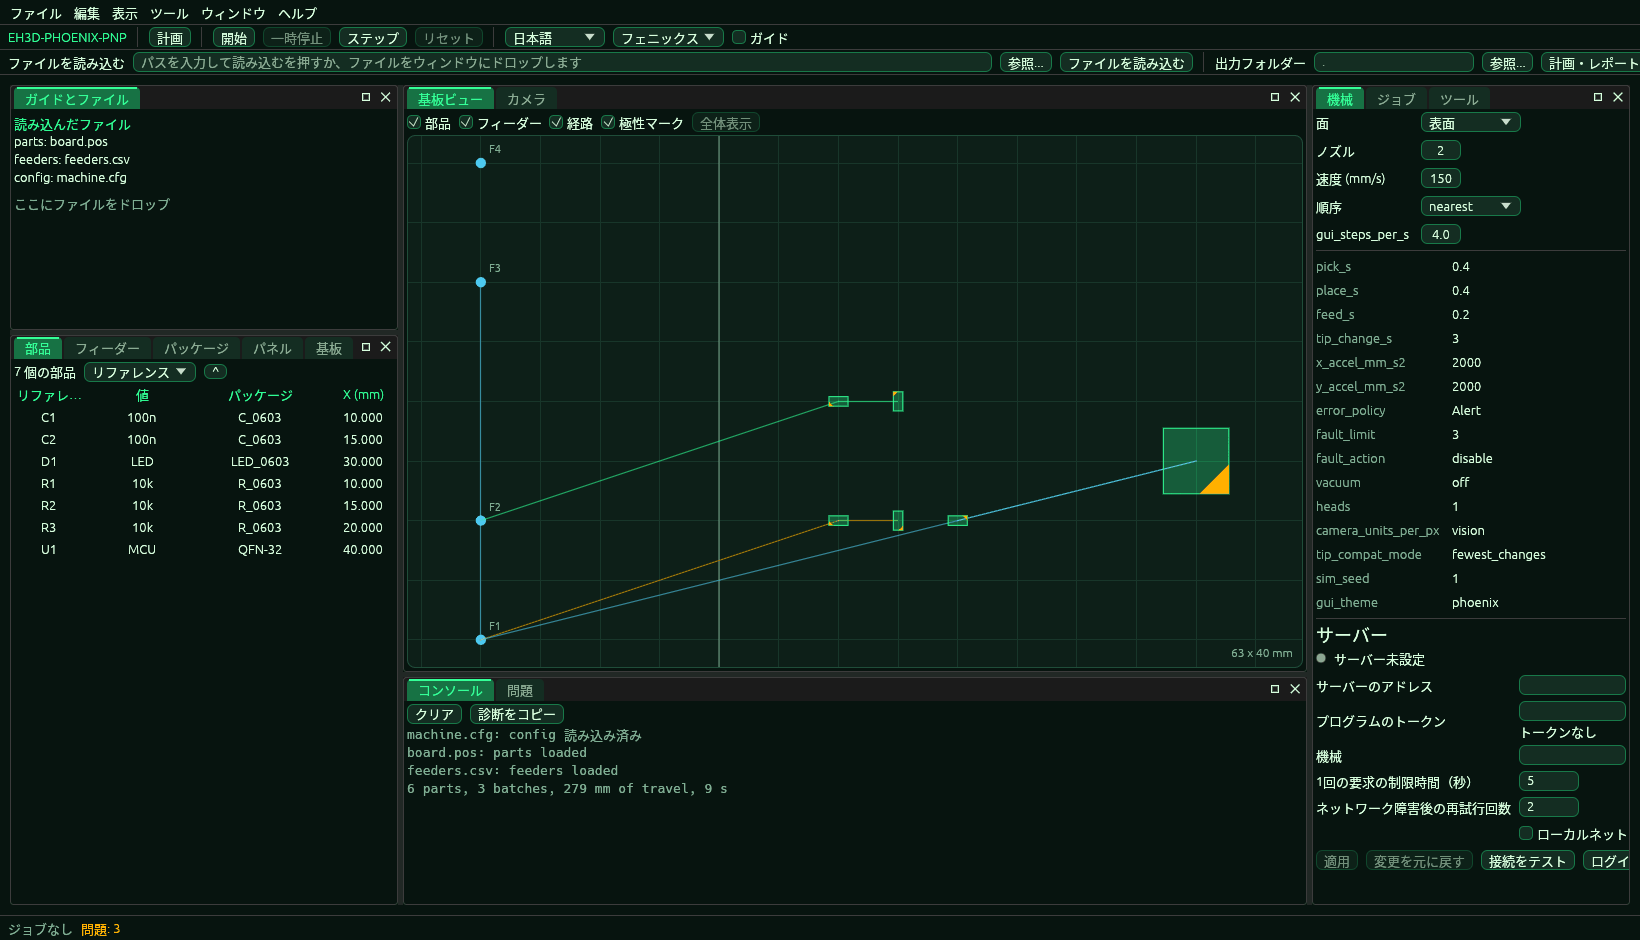 ファイル 編集 表示 ツール ウィンドウ ヘルプ
EH3D-PHOENIX-PNP 計画 開始 一時停止 ステップ リセット 日本語 フェニックス ガイド
ファイルを読み込む パスを入力して読み込むを押すか、ファイルをウィンドウにドロップします 参照... ファイルを読み込む 出力フォルダー . 参照... 計画・レポート
ガイドとファイル
読み込んだファイル
parts: board.pos
feeders: feeders.csv
config: machine.cfg
ここにファイルをドロップ
部品 フィーダー パッケージ パネル 基板
7 個の部品 リファレンス ^
リファレ... 値 パッケージ X (mm)
C1 100n C_0603 10.000
C2 100n C_0603 15.000
D1 LED LED_0603 30.000
R1 10k R_0603 10.000
R2 10k R_0603 15.000
R3 10k R_0603 20.000
U1 MCU QFN-32 40.000
基板ビュー カメラ
部品 フィーダー 経路 極性マーク 全体表示
F4
F3
F2
F1
63 x 40 mm
コンソール 問題
クリア 診断をコピー
machine.cfg: config 読み込み済み
board.pos: parts loaded
feeders.csv: feeders loaded
6 parts, 3 batches, 279 mm of travel, 9 s
機械 ジョブ ツール
面 表面
ノズル 2
速度 (mm/s) 150
順序 nearest
gui_steps_per_s 4.0
pick_s 0.4
place_s 0.4
feed_s 0.2
tip_change_s 3
x_accel_mm_s2 2000
y_accel_mm_s2 2000
error_policy Alert
fault_limit 3
fault_action disable
vacuum off
heads 1
camera_units_per_px vision
tip_compat_mode fewest_changes
sim_seed 1
gui_theme phoenix
サーバー
サーバー未設定
サーバーのアドレス
プログラムのトークン
トークンなし
機械
1回の要求の制限時間（秒） 5
ネットワーク障害後の再試行回数 2
ローカルネット
適用 変更を元に戻す 接続をテスト ログイ
ジョブなし 問題: 3